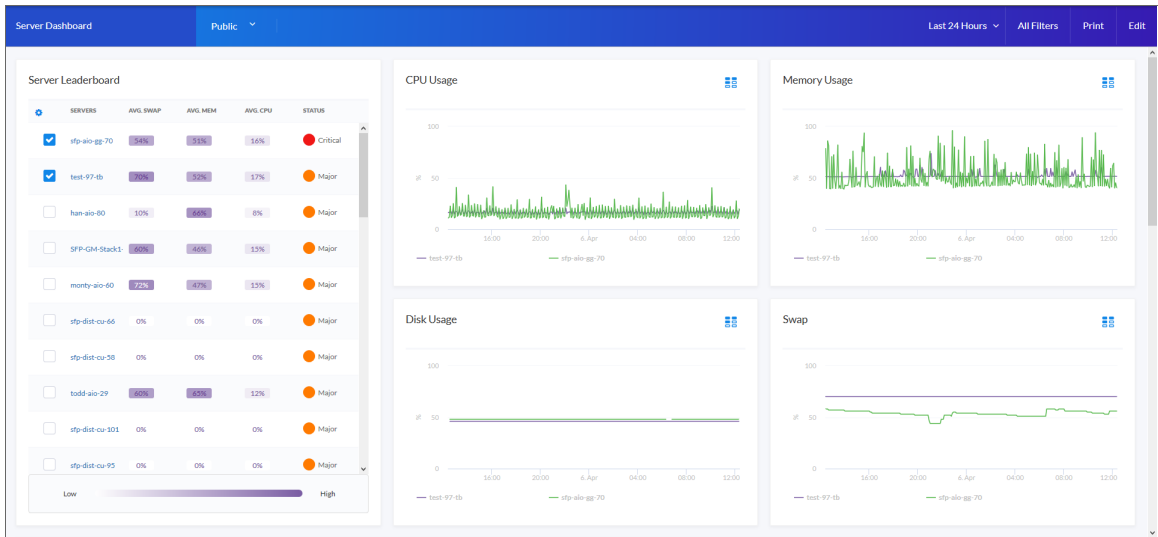 Server Dashboard Public Last 24 Hours All Filters Print Edit
Server Leaderboard
SERVERS AVG. SWAP AVG. MEM AVG. CPU STATUS
sfp-aio-gg-70 54% 51% 16% Critical
test-97-tb 70% 52% 17% Major
han-aio-80 10% 66% 8% Major
SFP-GM-Stack1- 60% 46% 15% Major
monty-aio-60 72% 47% 15% Major
sfp-dist-cu-66 0% 0% 0% Major
sfp-dist-cu-58 0% 0% 0% Major
todd-aio-29 60% 65% 12% Major
sfp-dist-cu-101 0% 0% 0% Major
sfp-dist-cu-95 0% 0% 0% Major
Low High
CPU Usage
100
% 50
0
16:00 20:00 6. Apr 04:00 08:00 12:00
test-97-tb sfp-aio-gg-70
Memory Usage
100
% 50
0
16:00 20:00 6. Apr 04:00 08:00 12:00
test-97-tb sfp-aio-gg-70
Disk Usage
100
% 50
0
16:00 20:00 6. Apr 04:00 08:00 12:00
test-97-tb sfp-aio-gg-70
Swap
100
% 50
0
16:00 20:00 6. Apr 04:00 08:00 12:00
test-97-tb sfp-aio-gg-70